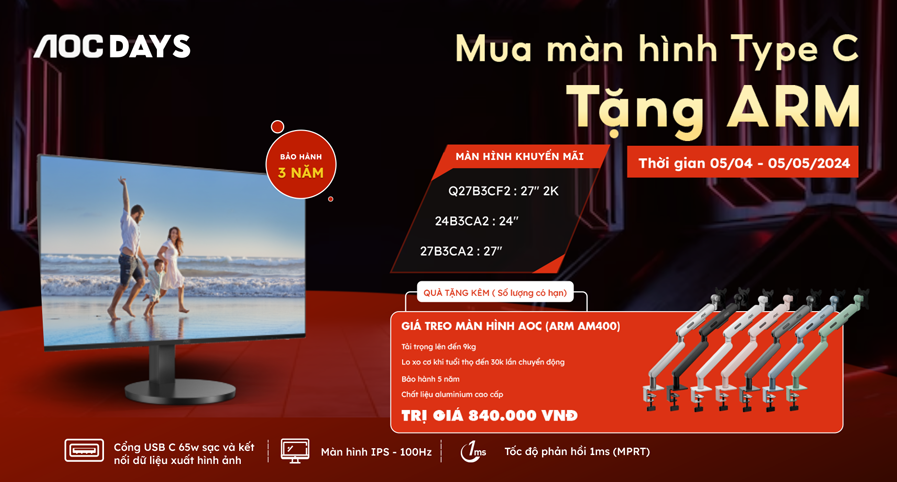 AOC DAYS
Mua màn hình Type C
Tặng ARM
Thời gian 05/04 - 05/05/2024
BẢO HÀNH
3 NĂM
MÀN HÌNH KHUYẾN MÃI
Q27B3CF2 : 27" 2K
24B3CA2 : 24"
27B3CA2 : 27"
QUÀ TẶNG KÈM ( Số lượng có hạn)
GIÁ TREO MÀN HÌNH AOC (ARM AM400)
Tải trọng lên đến 9kg
Lo xo cơ khí tuổi thọ đến 30k lần chuyển động
Bảo hành 5 năm
Chất liệu aluminium cao cấp
TRỊ GIÁ 840.000 VNĐ
Cổng USB C 65w sạc và kết
nối dữ liệu xuất hình ảnh
Màn hình IPS - 100Hz
1ms
Tốc độ phản hồi 1ms (MPRT)